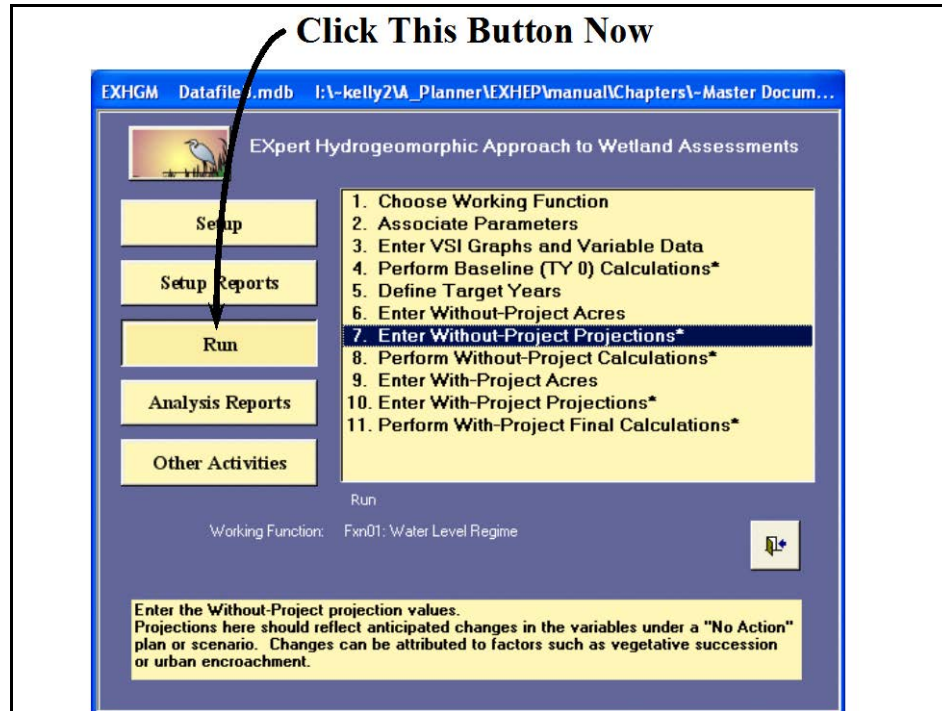 Click This Button Now
EXHGM Datafile3.mdb I:\~kelly2\A_Planner\EXHEP\manual\Chapters\~Master Docum...
EXpert Hydrogeomorphic Approach to Wetland Assessments
Setup
Setup Reports
Run
Analysis Reports
Other Activities
1. Choose Working Function
2. Associate Parameters
3. Enter VSI Graphs and Variable Data
4. Perform Baseline (TY 0) Calculations*
5. Define Target Years
6. Enter Without-Project Acres
7. Enter Without-Project Projections*
8. Perform Without-Project Calculations*
9. Enter With-Project Acres
10. Enter With-Project Projections*
11. Perform With-Project Final Calculations*
Run
Working Function: Fxn01: Water Level Regime
Enter the Without-Project projection values.
Projections here should reflect anticipated changes in the variables under a "No Action"
plan or scenario. Changes can be attributed to factors such as vegetative succession
or urban encroachment.